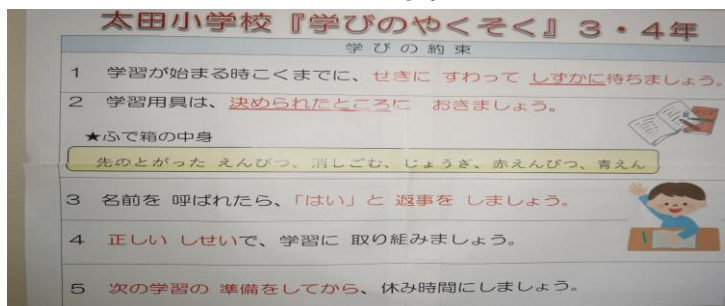 太田小学校『学びのやくそく』３・４年
学びの約束
1 学習が始まる時こくまでに、せきに すわって しずかに待ちましょう。
2 学習用具は、決められたところに おきましょう。
★ふで箱の中身
先のとがった えんぴつ、消しごむ、じょうぎ、赤えんぴつ、青えん
3 名前を 呼ばれたら、「はい」と 返事を しましょう。
4 正しい しせいで、学習に 取り組みましょう。
5 次の学習の 準備をしてから、休み時間にしましょう。